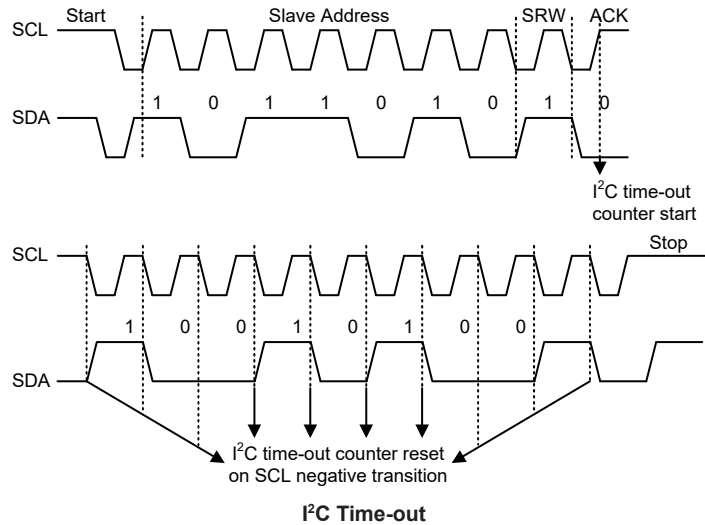 Start Slave Address SRW ACK
SCL
1 0 1 1 0 1 0 1 0
SDA
I²C time-out
counter start
Stop
SCL
1 0 0 1 0 1 0 0
SDA
I²C time-out counter reset
on SCL negative transition
I²C Time-out